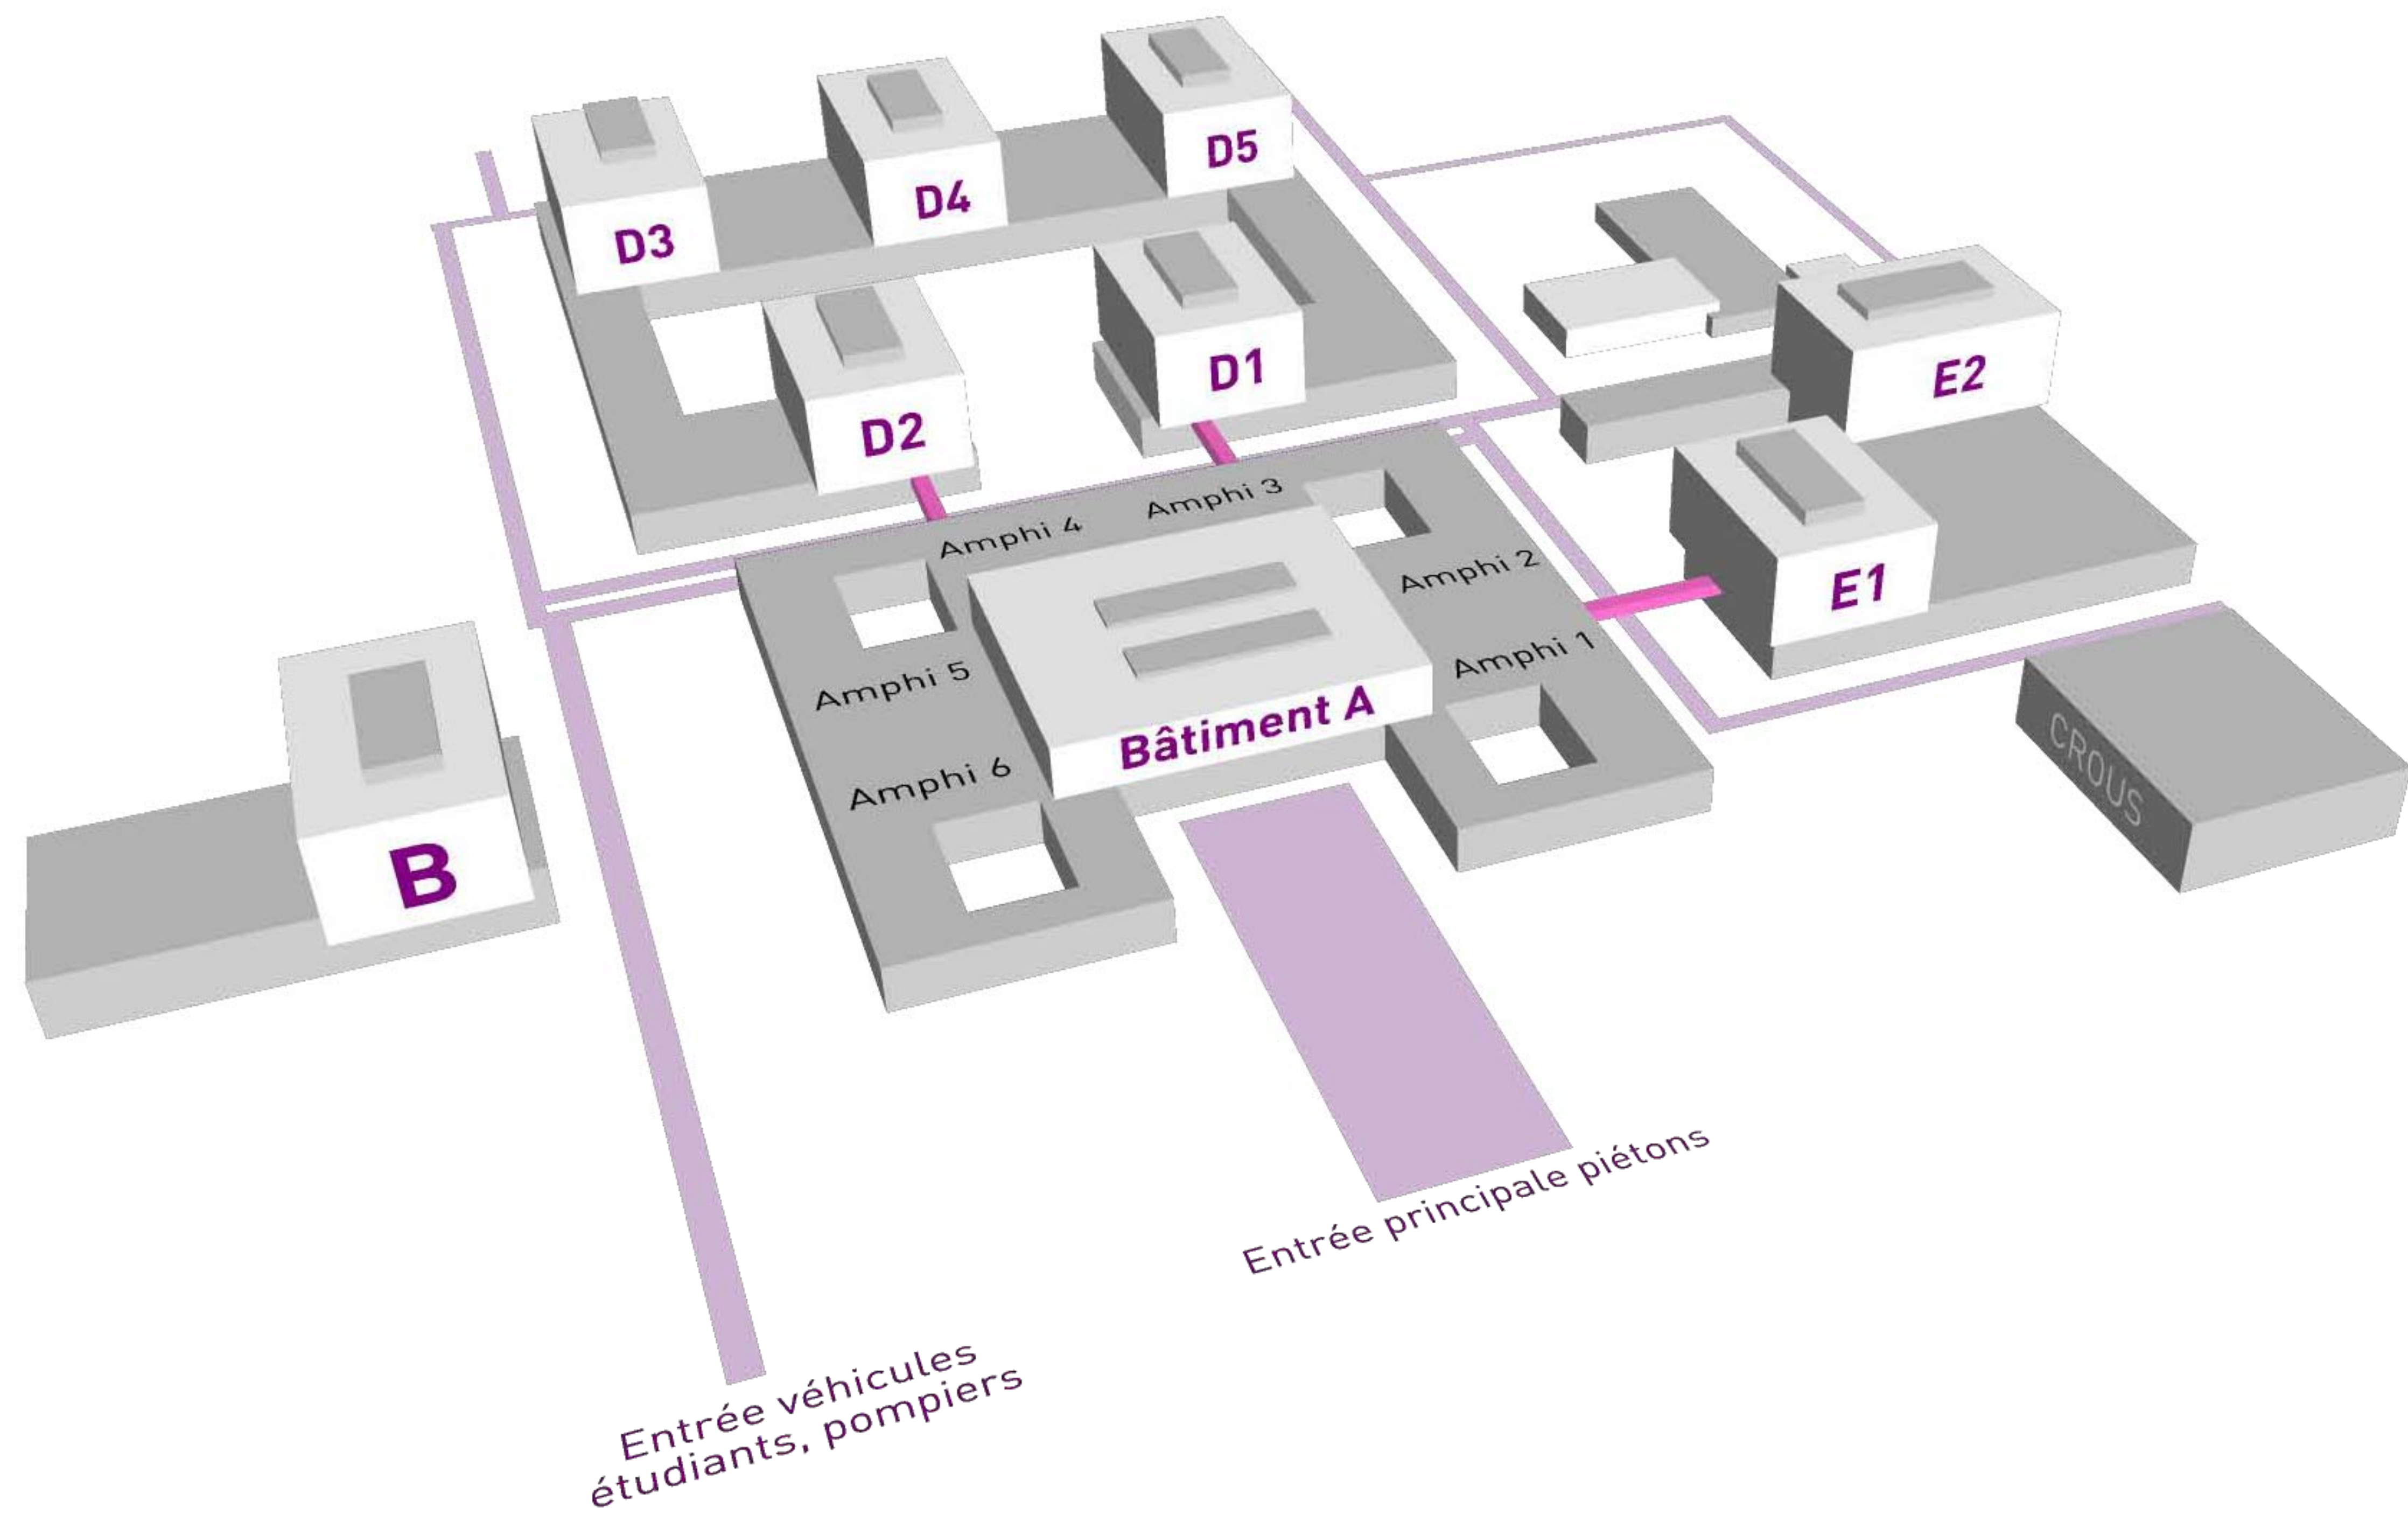 D5
D4
D3
D1
D2
E2
E1
Amphi 3
Amphi 4
Amphi 2
Amphi 1
Amphi 5
Amphi 6
Bâtiment A
CROUS
B
Entrée principale piétons
Entrée véhicules
étudiants, pompiers